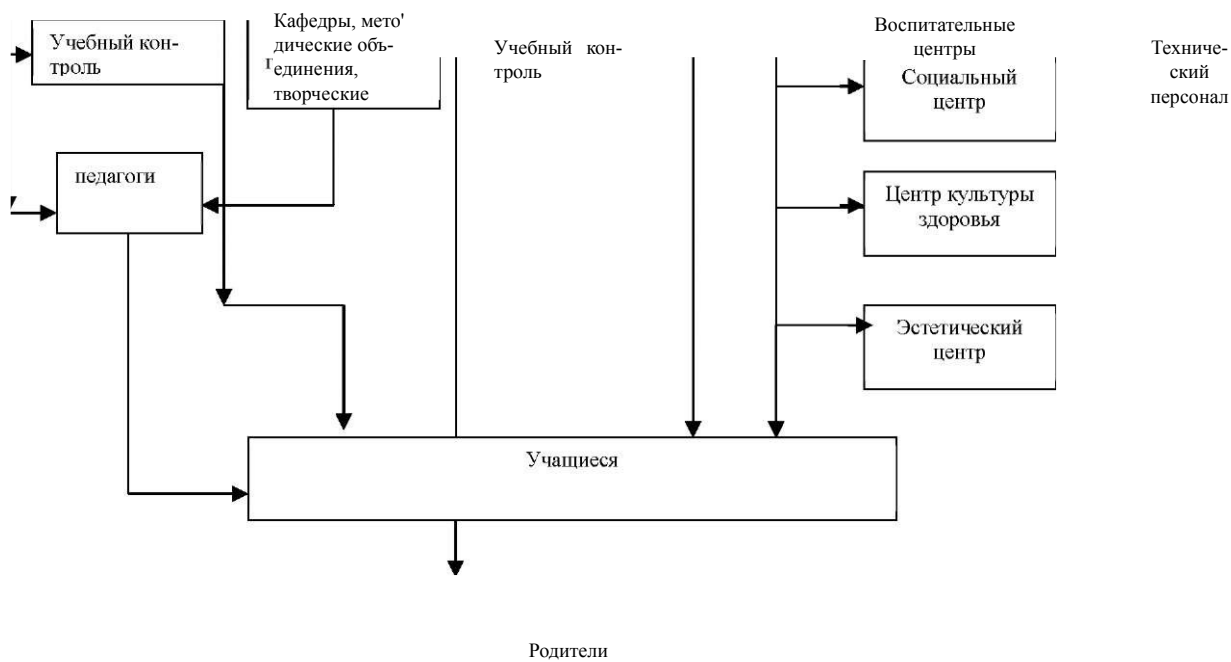 Учебный кон-
троль
Кафедры, мето'
дические объ-
единения,
творческие
Учебный кон-
троль
Воспитательные
центры
Социальный
центр
Техниче-
ский
персонал
педагоги
Центр культуры
здоровья
Эстетический
центр
Учащиеся
Родители